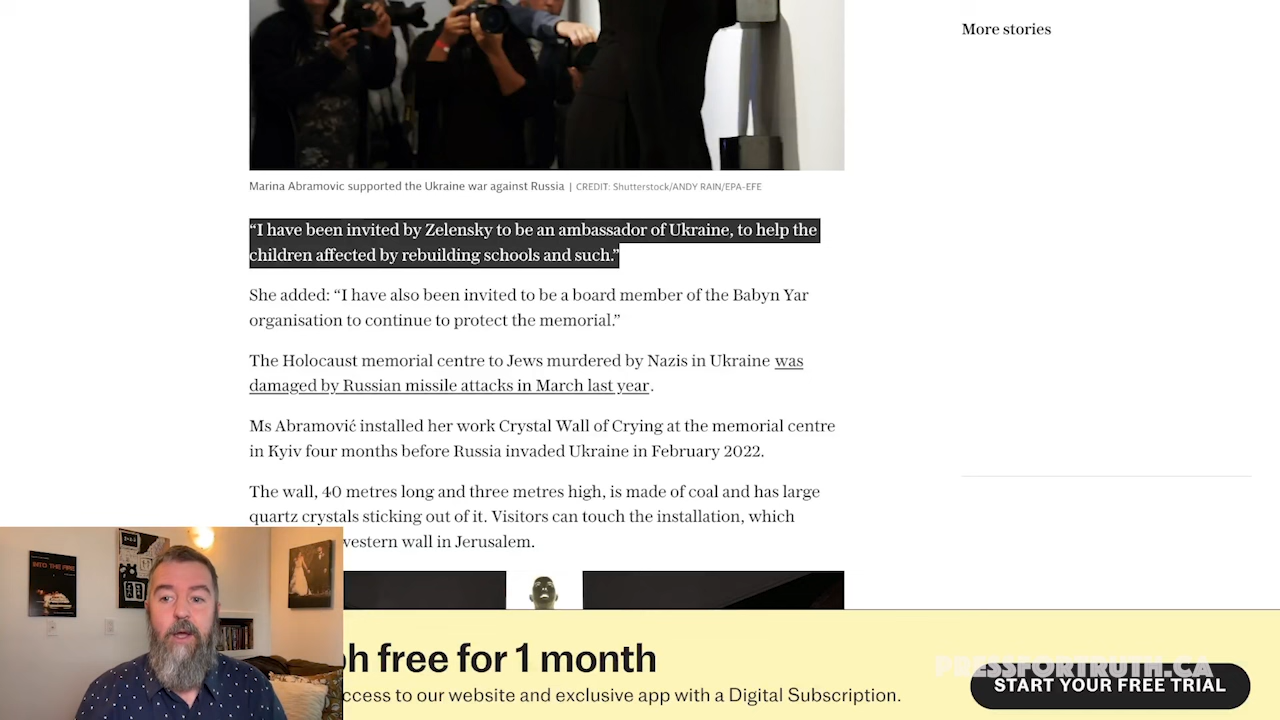 More stories
Marina Abramovic supported the Ukraine war against Russia | CREDIT: Shutterstock/ANDY RAIN/EPA-EFE
“I have been invited by Zelensky to be an ambassador of Ukraine, to help the
children affected by rebuilding schools and such.”
She added: “I have also been invited to be a board member of the Babyn Yar
organisation to continue to protect the memorial.”
The Holocaust memorial centre to Jews murdered by Nazis in Ukraine was
damaged by Russian missile attacks in March last year.
Ms Abramović installed her work Crystal Wall of Crying at the memorial centre
in Kyiv four months before Russia invaded Ukraine in February 2022.
The wall, 40 metres long and three metres high, is made of coal and has large
quartz crystals sticking out of it. Visitors can touch the installation, which
western wall in Jerusalem.
INTO THE FIRE
free for 1 month
access to our website and exclusive app with a Digital Subscription.
PRESSFORTRUTH.CA
START YOUR FREE TRIAL